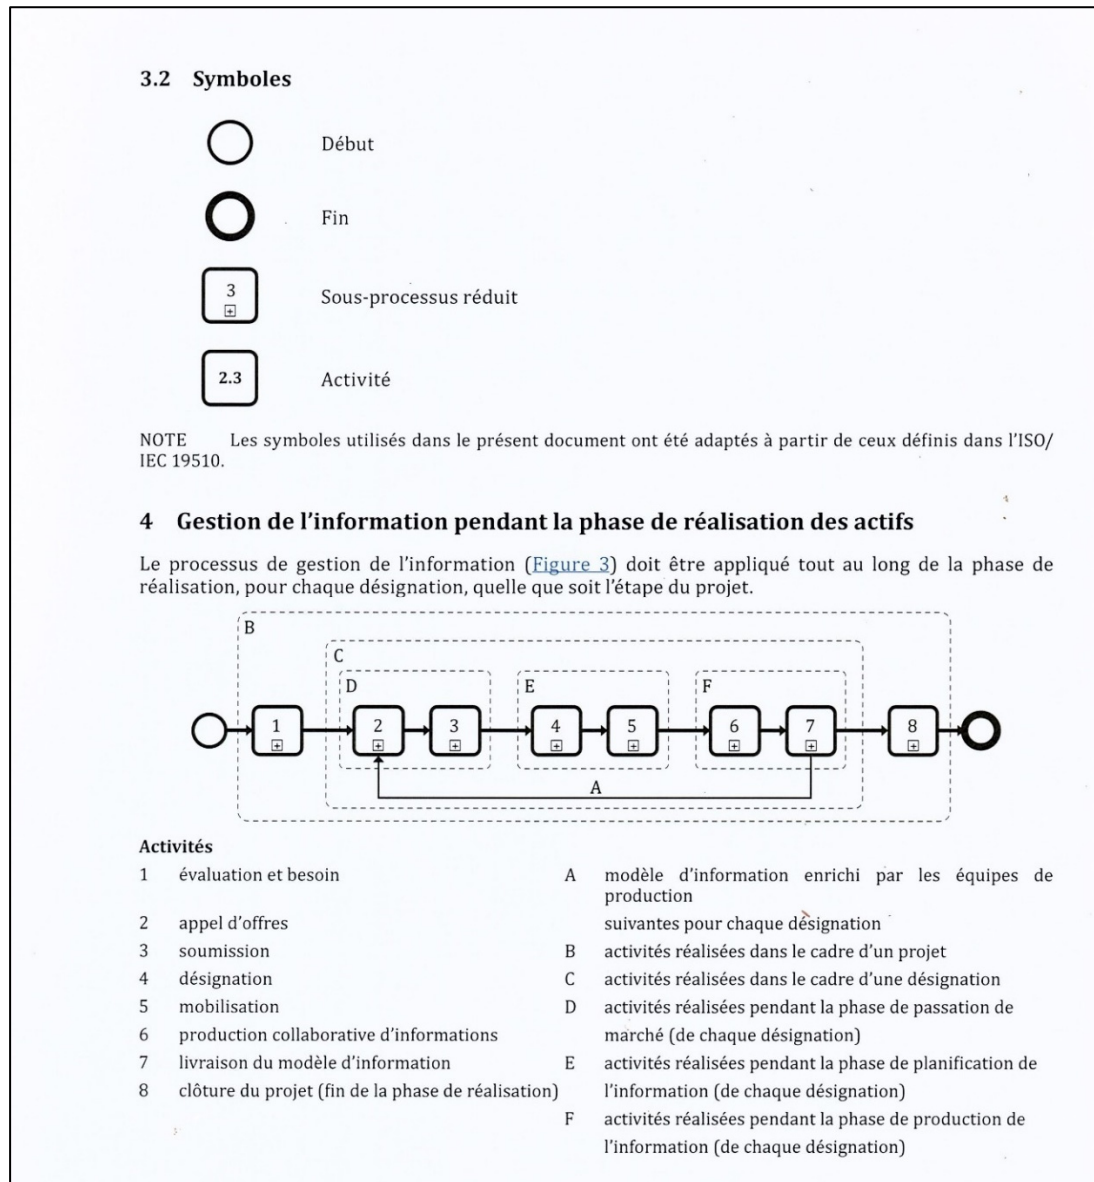 3.2 Symboles
Début
Fin
3
Sous-processus réduit
2.3
Activité
NOTE Les symboles utilisés dans le présent document ont été adaptés à partir de ceux définis dans l'ISO/
IEC 19510.
4 Gestion de l'information pendant la phase de réalisation des actifs
Le processus de gestion de l'information (Figure 3) doit être appliqué tout au long de la phase de
réalisation, pour chaque désignation, quelle que soit l'étape du projet.
B
C
D E F
1 2 3 4 5 6 7 8
A
Activités
1 évaluation et besoin
2 appel d'offres
3 soumission
4 désignation
5 mobilisation
6 production collaborative d'informations
7 livraison du modèle d'information
8 clôture du projet (fin de la phase de réalisation)
A modèle d'information enrichi par les équipes de
production
suivantes pour chaque désignation
B activités réalisées dans le cadre d'un projet
C activités réalisées dans le cadre d'une désignation
D activités réalisées pendant la phase de passation de
marché (de chaque désignation)
E activités réalisées pendant la phase de planification de
l'information (de chaque désignation)
F activités réalisées pendant la phase de production de
l'information (de chaque désignation)